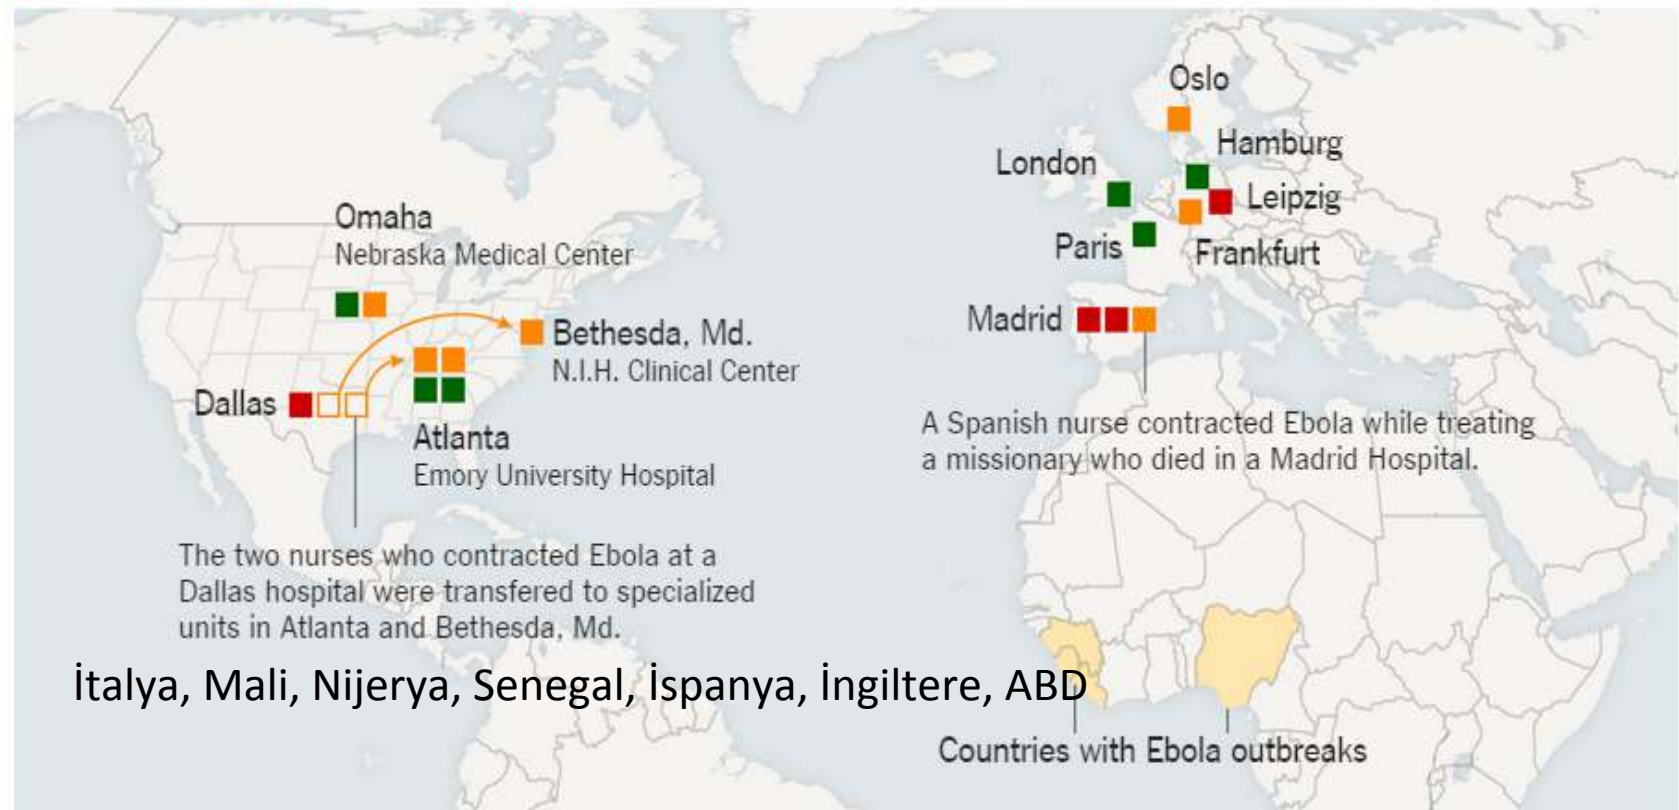 Oslo
Hamburg
London
Leipzig
Omaha
Nebraska Medical Center
Paris
Frankfurt
Madrid
Bethesda, Md.
N.I.H. Clinical Center
Dallas
Atlanta
Emory University Hospital
A Spanish nurse contracted Ebola while treating
a missionary who died in a Madrid Hospital.
The two nurses who contracted Ebola at a
Dallas hospital were transfered to specialized
units in Atlanta and Bethesda, Md.
İtalya, Mali, Nijerya, Senegal, İspanya, İngiltere, ABD
Countries with Ebola outbreaks